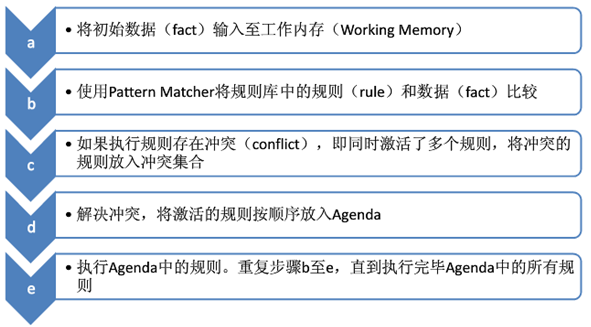 a
• 将初始数据（fact）输入至工作内存（Working Memory）
b
• 使用Pattern Matcher将规则库中的规则（rule）和数据（fact）比较
c
• 如果执行规则存在冲突（conflict），即同时激活了多个规则，将冲突的
规则放入冲突集合
d
• 解决冲突，将激活的规则按顺序放入Agenda
e
• 执行Agenda中的规则。重复步骤b至e，直到执行完毕Agenda中的所有规
则